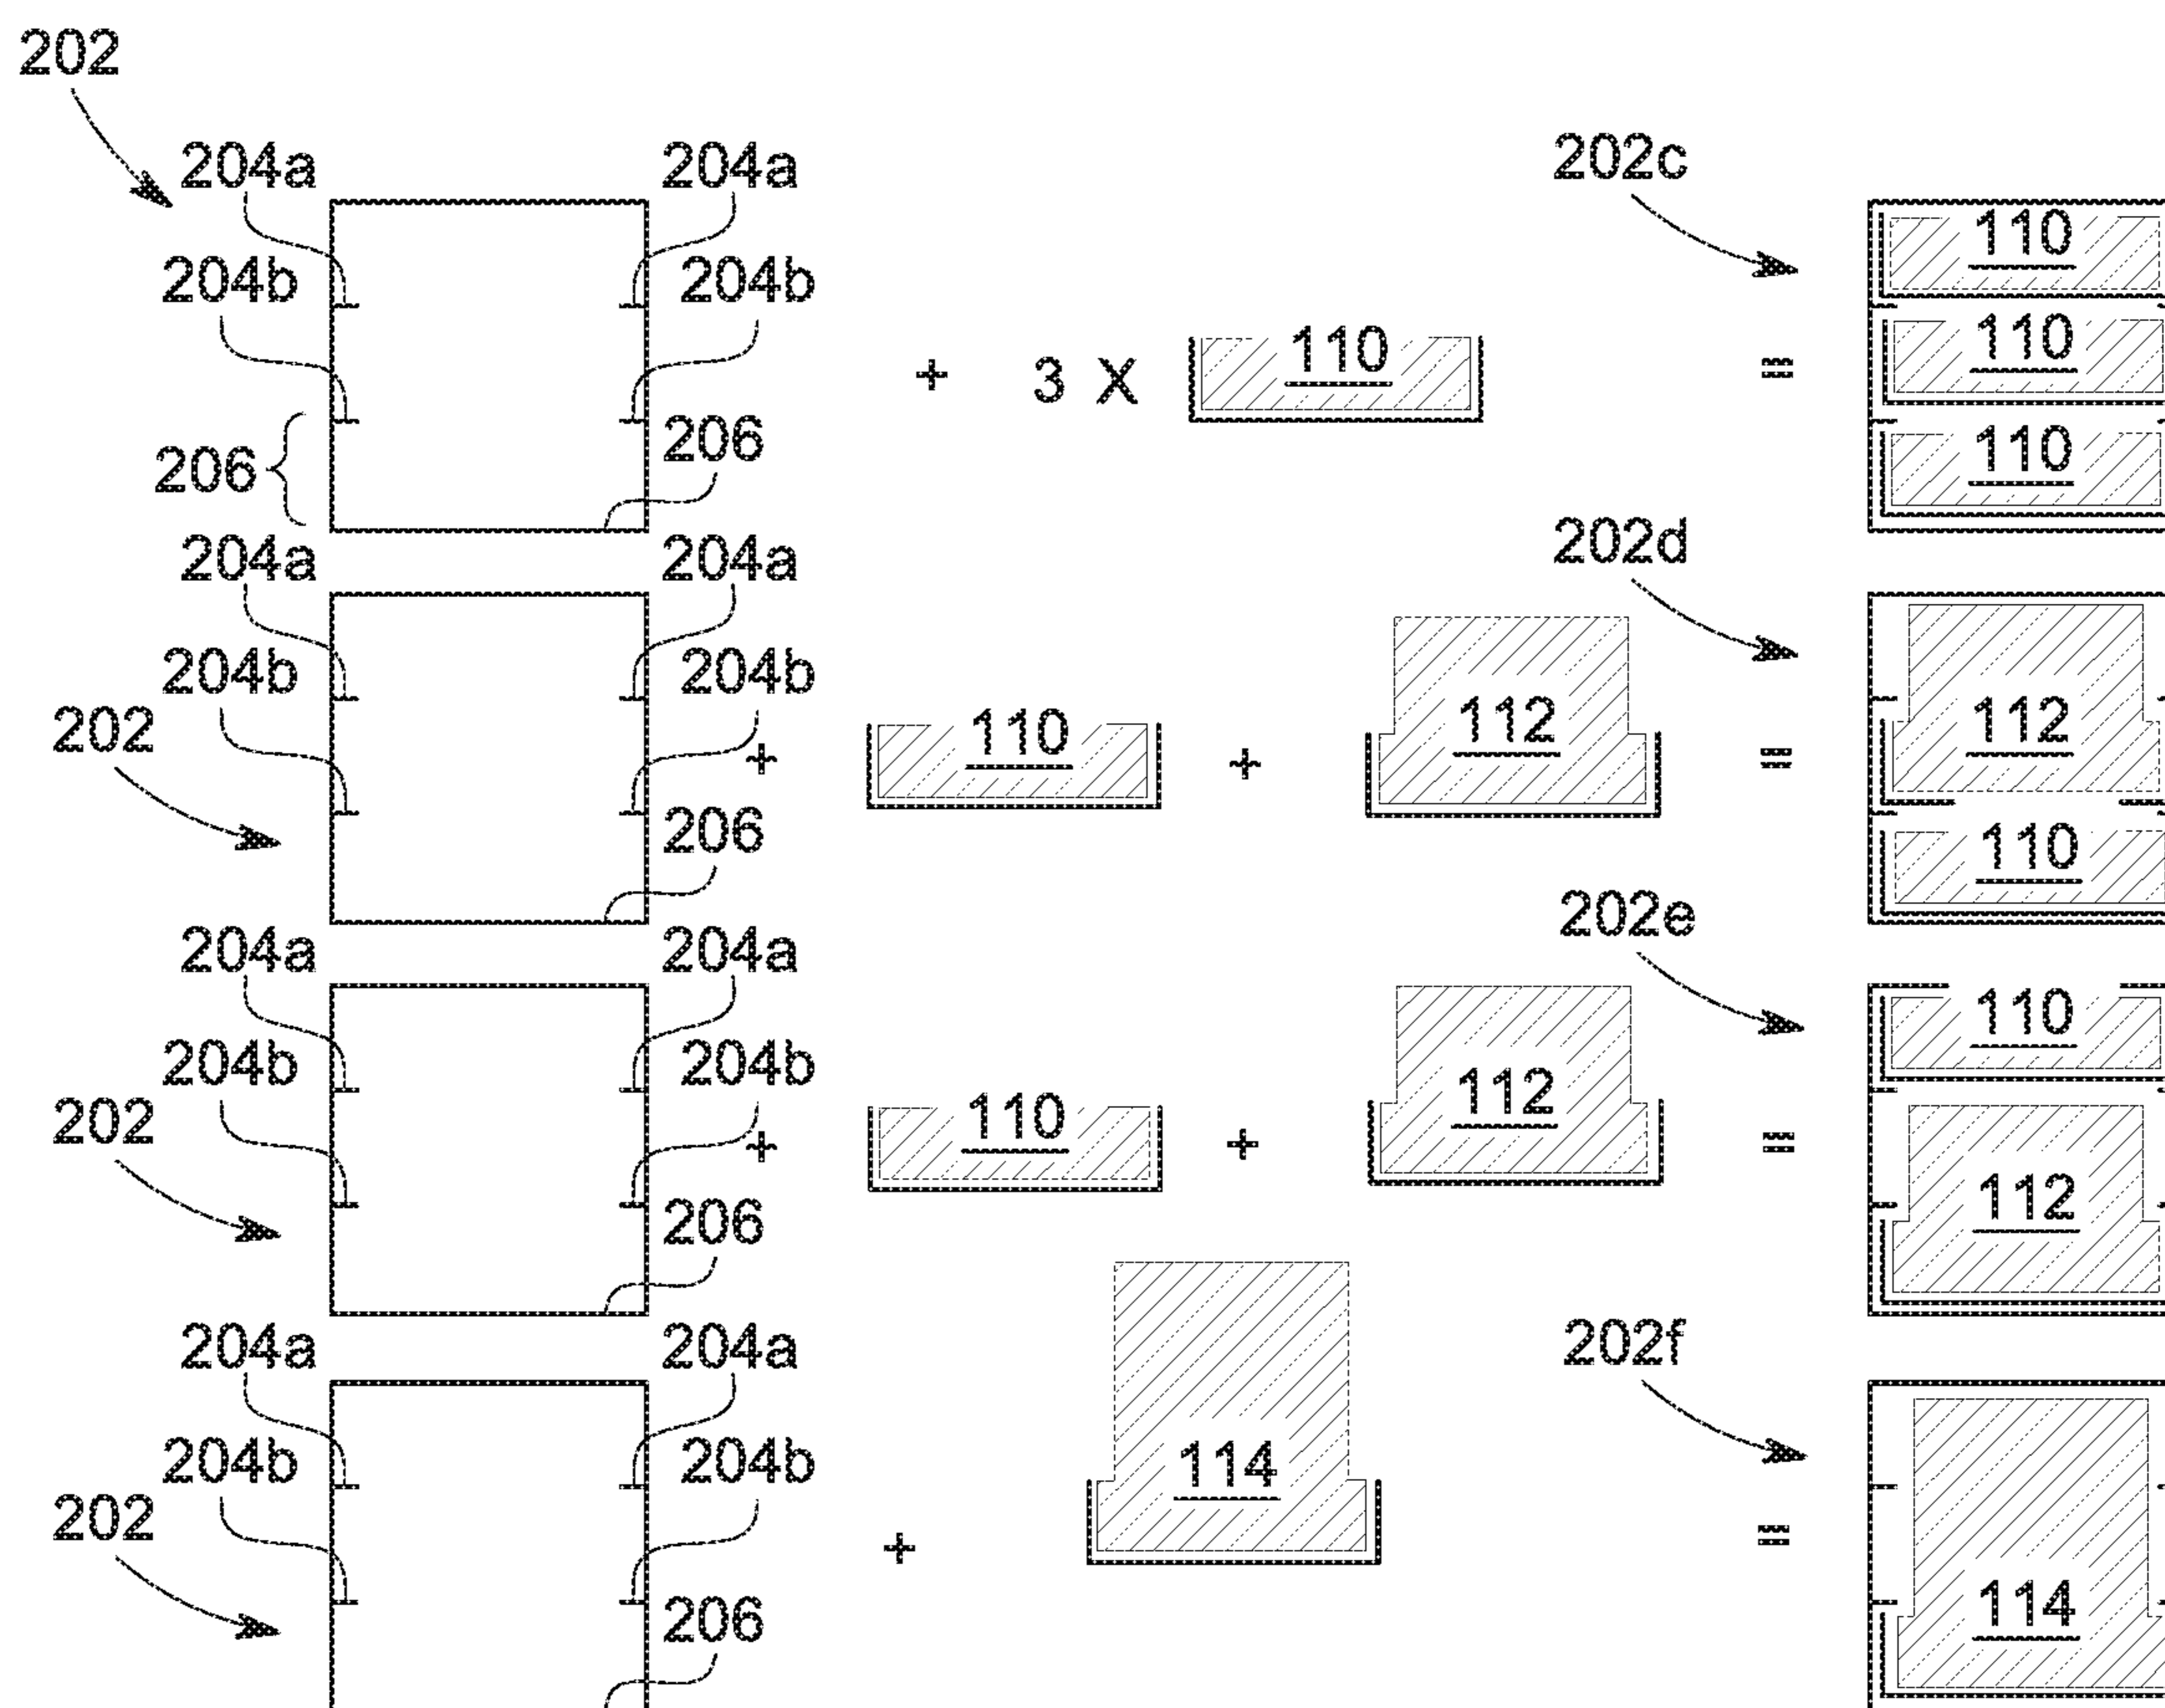 202
204a 204a 202c
110
204b 204b
110 110
+ 3 X =
206 206 110
202d
204a 204a
204b 204b
202 110 112 112
+ + =
206 110
202e
204a 204a
110
204b 204b
202 110 112
+ + =
206 112
202f
204a 204a
204b 204b
202 114
+ =
206 114